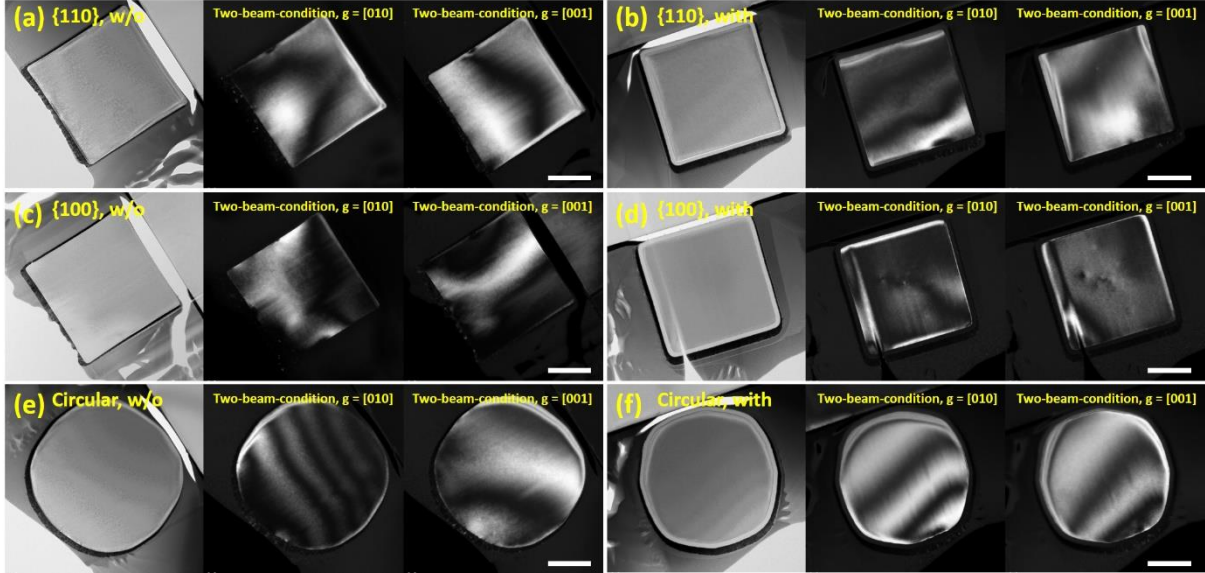 (a) {110}, w/o
Two-beam-condition, g = [010]
Two-beam-condition, g = [001]
(b) {110}, with
Two-beam-condition, g = [010]
Two-beam-condition, g = [001]
(c) {100}, w/o
Two-beam-condition, g = [010]
Two-beam-condition, g = [001]
(d) {100}, with
Two-beam-condition, g = [010]
Two-beam-condition, g = [001]
(e) Circular, w/o
Two-beam-condition, g = [010]
Two-beam-condition, g = [001]
(f) Circular, with
Two-beam-condition, g = [010]
Two-beam-condition, g = [001]